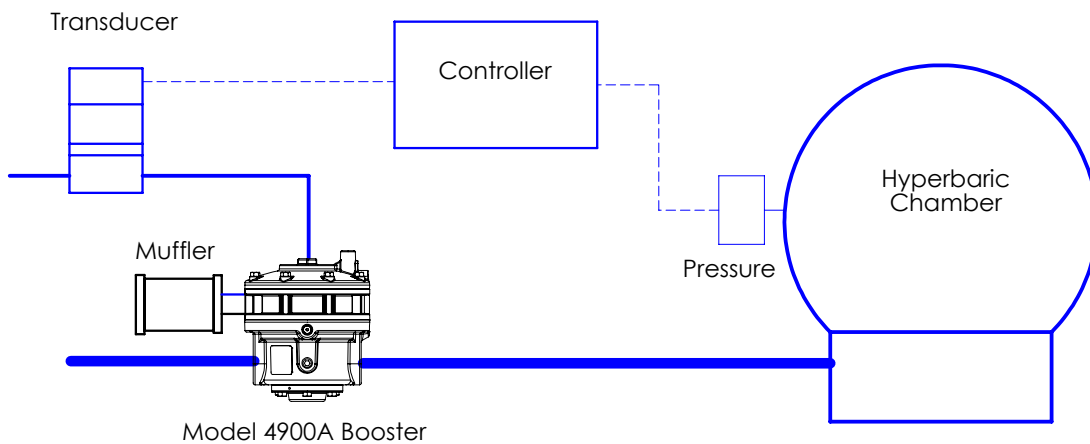 Transducer
Controller
Hyperbaric
Chamber
Muffler
Pressure
Model 4900A Booster